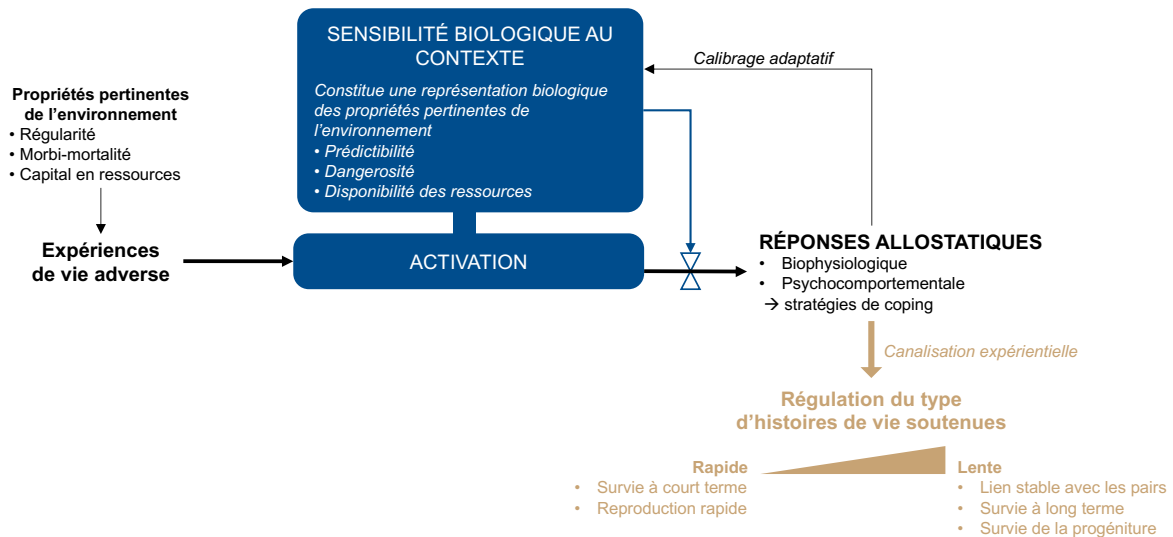 SENSIBILITÉ BIOLOGIQUE AU
CONTEXTE
Constitue une représentation biologique
des propriétés pertinentes de
l’environnement
• Prédictibilité
• Dangerosité
• Disponibilité des ressources
Calibrage adaptatif
Propriétés pertinentes
de l’environnement
• Régularité
• Morbi-mortalité
• Capital en ressources
Expériences
de vie adverse
ACTIVATION
RÉPONSES ALLOSTATIQUES
• Biophysiologique
• Psychocomportementale
→ stratégies de coping
Canalisation expérientielle
Régulation du type
d’histoires de vie soutenues
Rapide
• Survie à court terme
• Reproduction rapide
Lente
• Lien stable avec les pairs
• Survie à long terme
• Survie de la progéniture